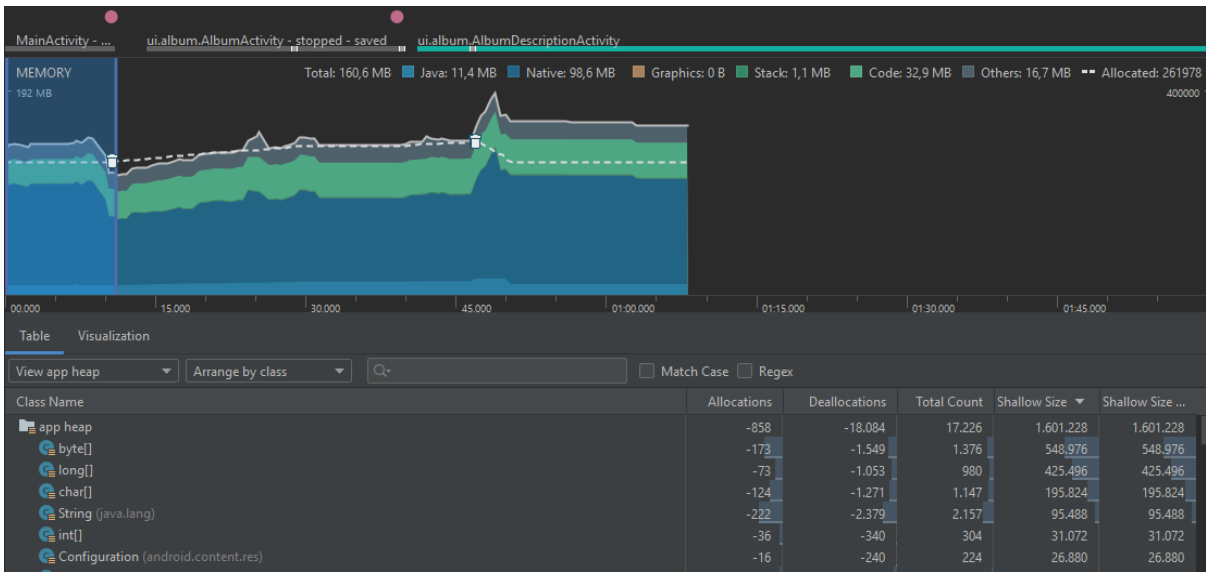 MainActivity - ... ui.album.AlbumActivity - stopped - saved ui.album.AlbumDescriptionActivity
MEMORY Total: 160,6 MB Java: 11,4 MB Native: 98,6 MB Graphics: 0 B Stack: 1,1 MB Code: 32,9 MB Others: 16,7 MB Allocated: 261978
192 MB 400000
00.000 15.000 30.000 45.000 01:00.000 01:15.000 01:30.000 01:45.000
Table Visualization
View app heap Arrange by class Match Case Regex
Class Name Allocations Deallocations Total Count Shallow Size Shallow Size ...
app heap -858 -18.084 17.226 1.601.228 1.601.228
byte[] -173 -1.549 1.376 548.976 548.976
long[] -73 -1.053 980 425.496 425.496
char[] -124 -1.271 1.147 195.824 195.824
String (java.lang) -222 -2.379 2.157 95.488 95.488
int[] -36 -340 304 31.072 31.072
Configuration (android.content.res) -16 -240 224 26.880 26.880